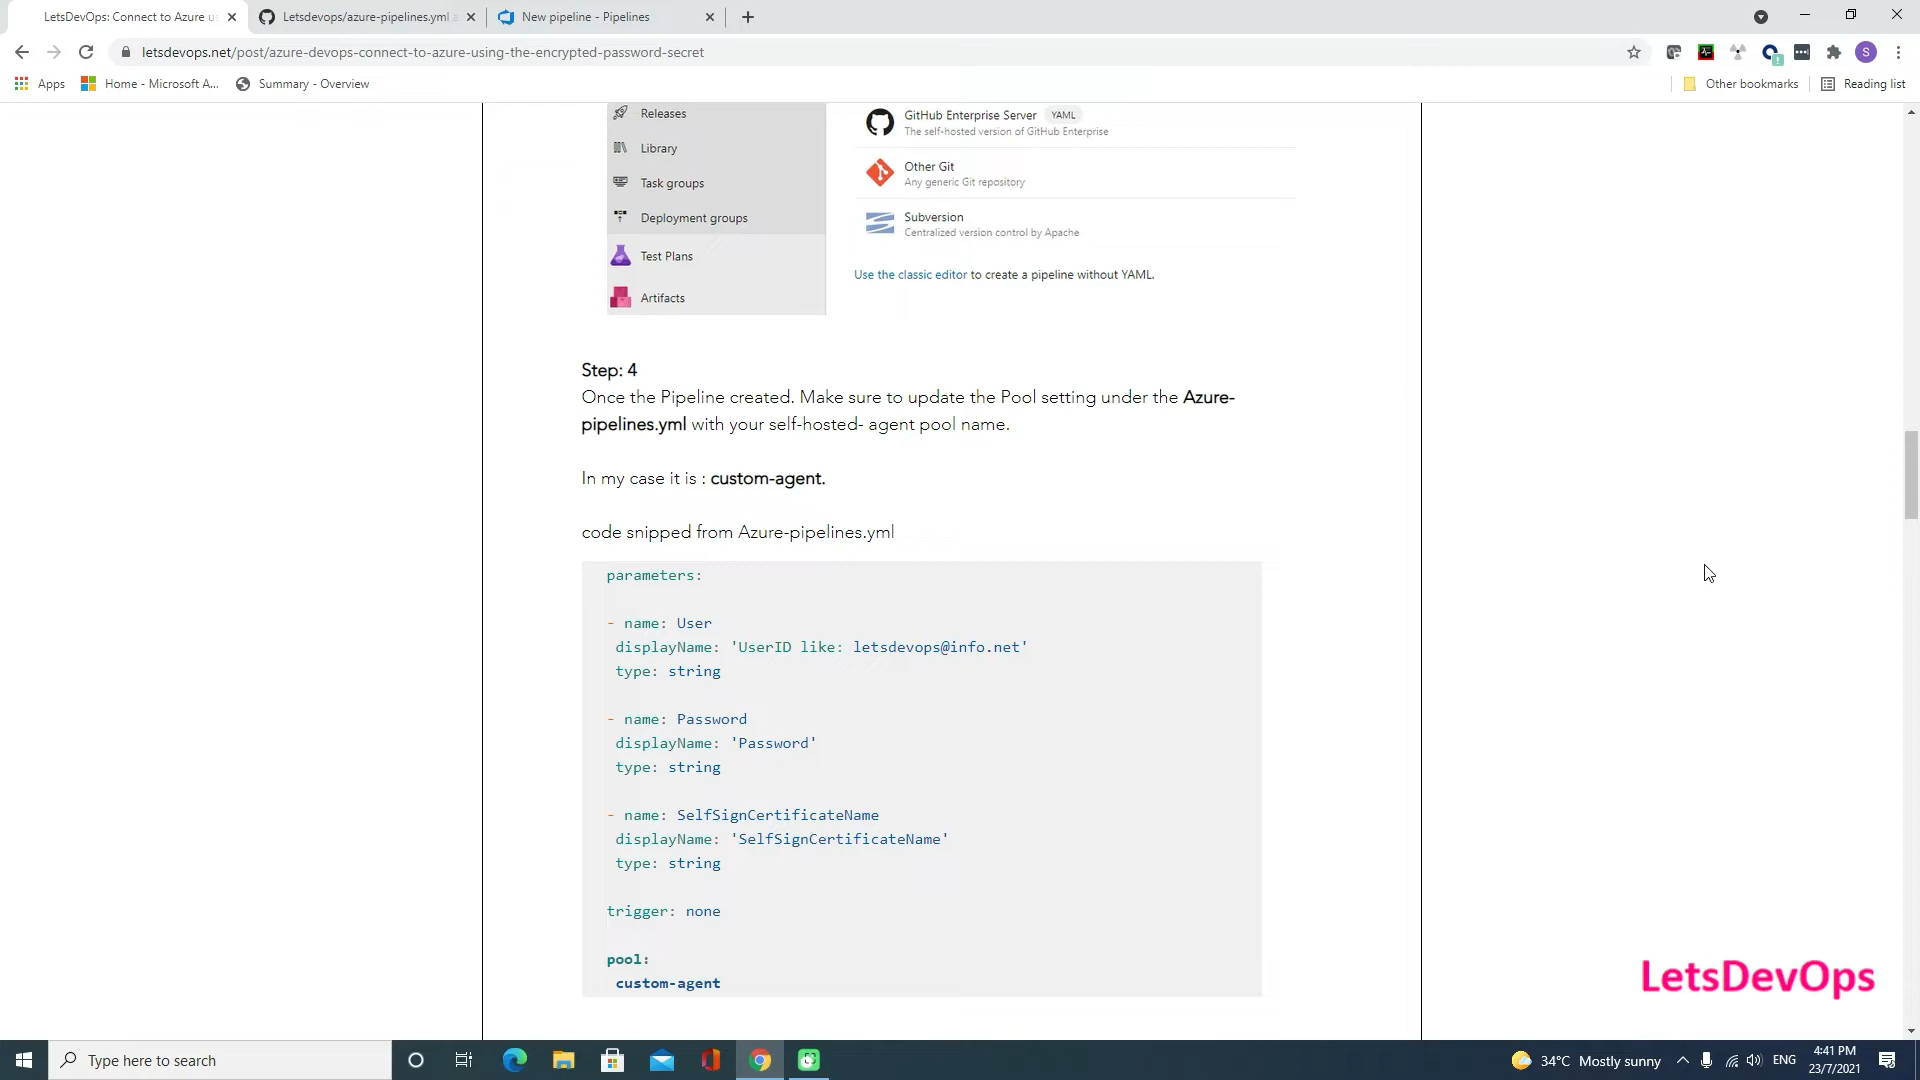 LetsDevOps: Connect to Azure us
Letsdevops/azure-pipelines.yml a
New pipeline - Pipelines
letsdevops.net/post/azure-devops-connect-to-azure-using-the-encrypted-password-secret
S
Apps
Home - Microsoft A...
Summary - Overview
Other bookmarks
Reading list
Releases
Library
Task groups
Deployment groups
Test Plans
Artifacts
GitHub Enterprise Server YAML
The self-hosted version of GitHub Enterprise
Other Git
Any generic Git repository
Subversion
Centralized version control by Apache
Use the classic editor to create a pipeline without YAML.
Step: 4
Once the Pipeline created. Make sure to update the Pool setting under the Azure-
pipelines.yml with your self-hosted- agent pool name.
In my case it is : custom-agent.
code snipped from Azure-pipelines.yml
parameters:
- name: User
displayName: 'UserID like: letsdevops@info.net'
type: string
- name: Password
displayName: 'Password'
type: string
- name: SelfSignCertificateName
displayName: 'SelfSignCertificateName'
type: string
trigger: none
pool:
custom-agent
LetsDevOps
Type here to search
34°C Mostly sunny
ENG
4:41 PM
23/7/2021